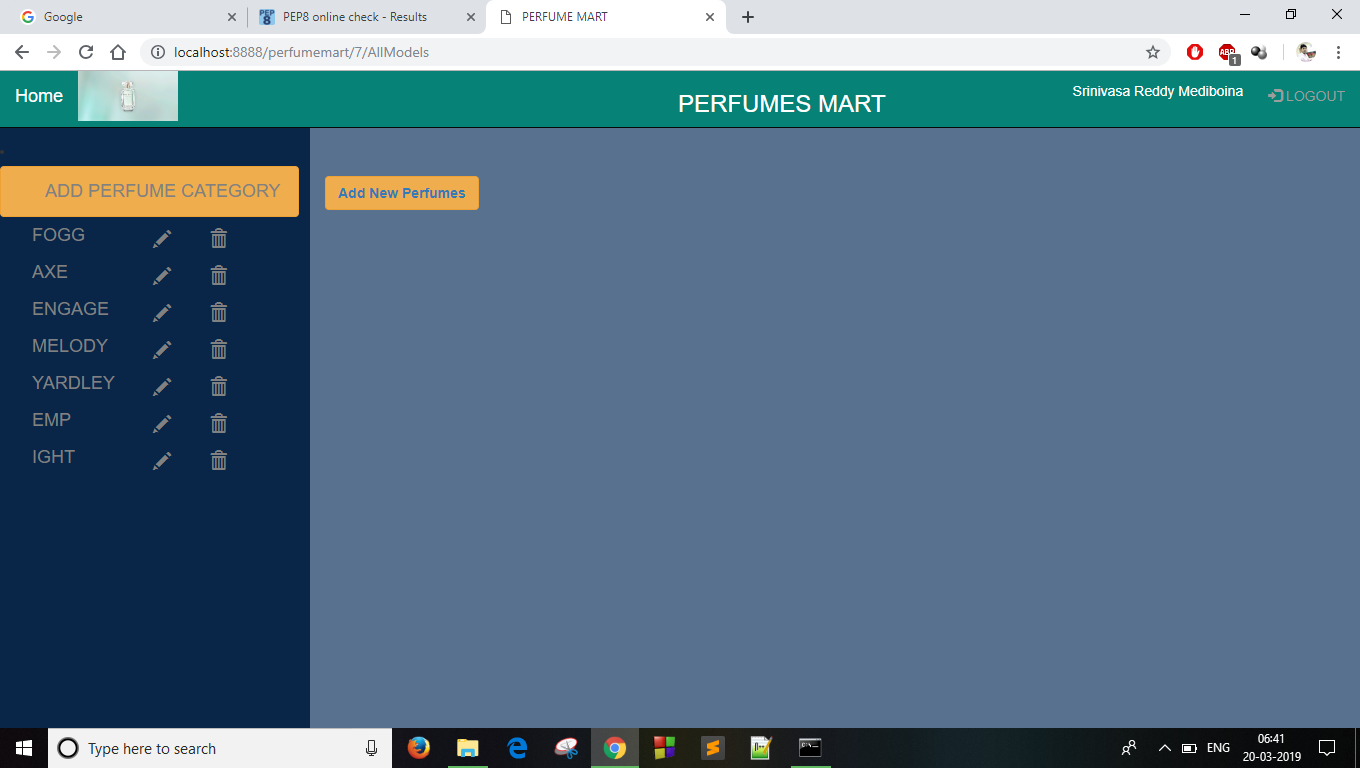 Google
PEP8 online check - Results
PERFUME MART
localhost:8888/perfumemart/7/AllModels
ABP
1
Home
PERFUMES MART
Srinivasa Reddy Mediboina
LOGOUT
ADD PERFUME CATEGORY
Add New Perfumes
FOGG
AXE
ENGAGE
MELODY
YARDLEY
EMP
IGHT
Type here to search
ENG
06:41
20-03-2019